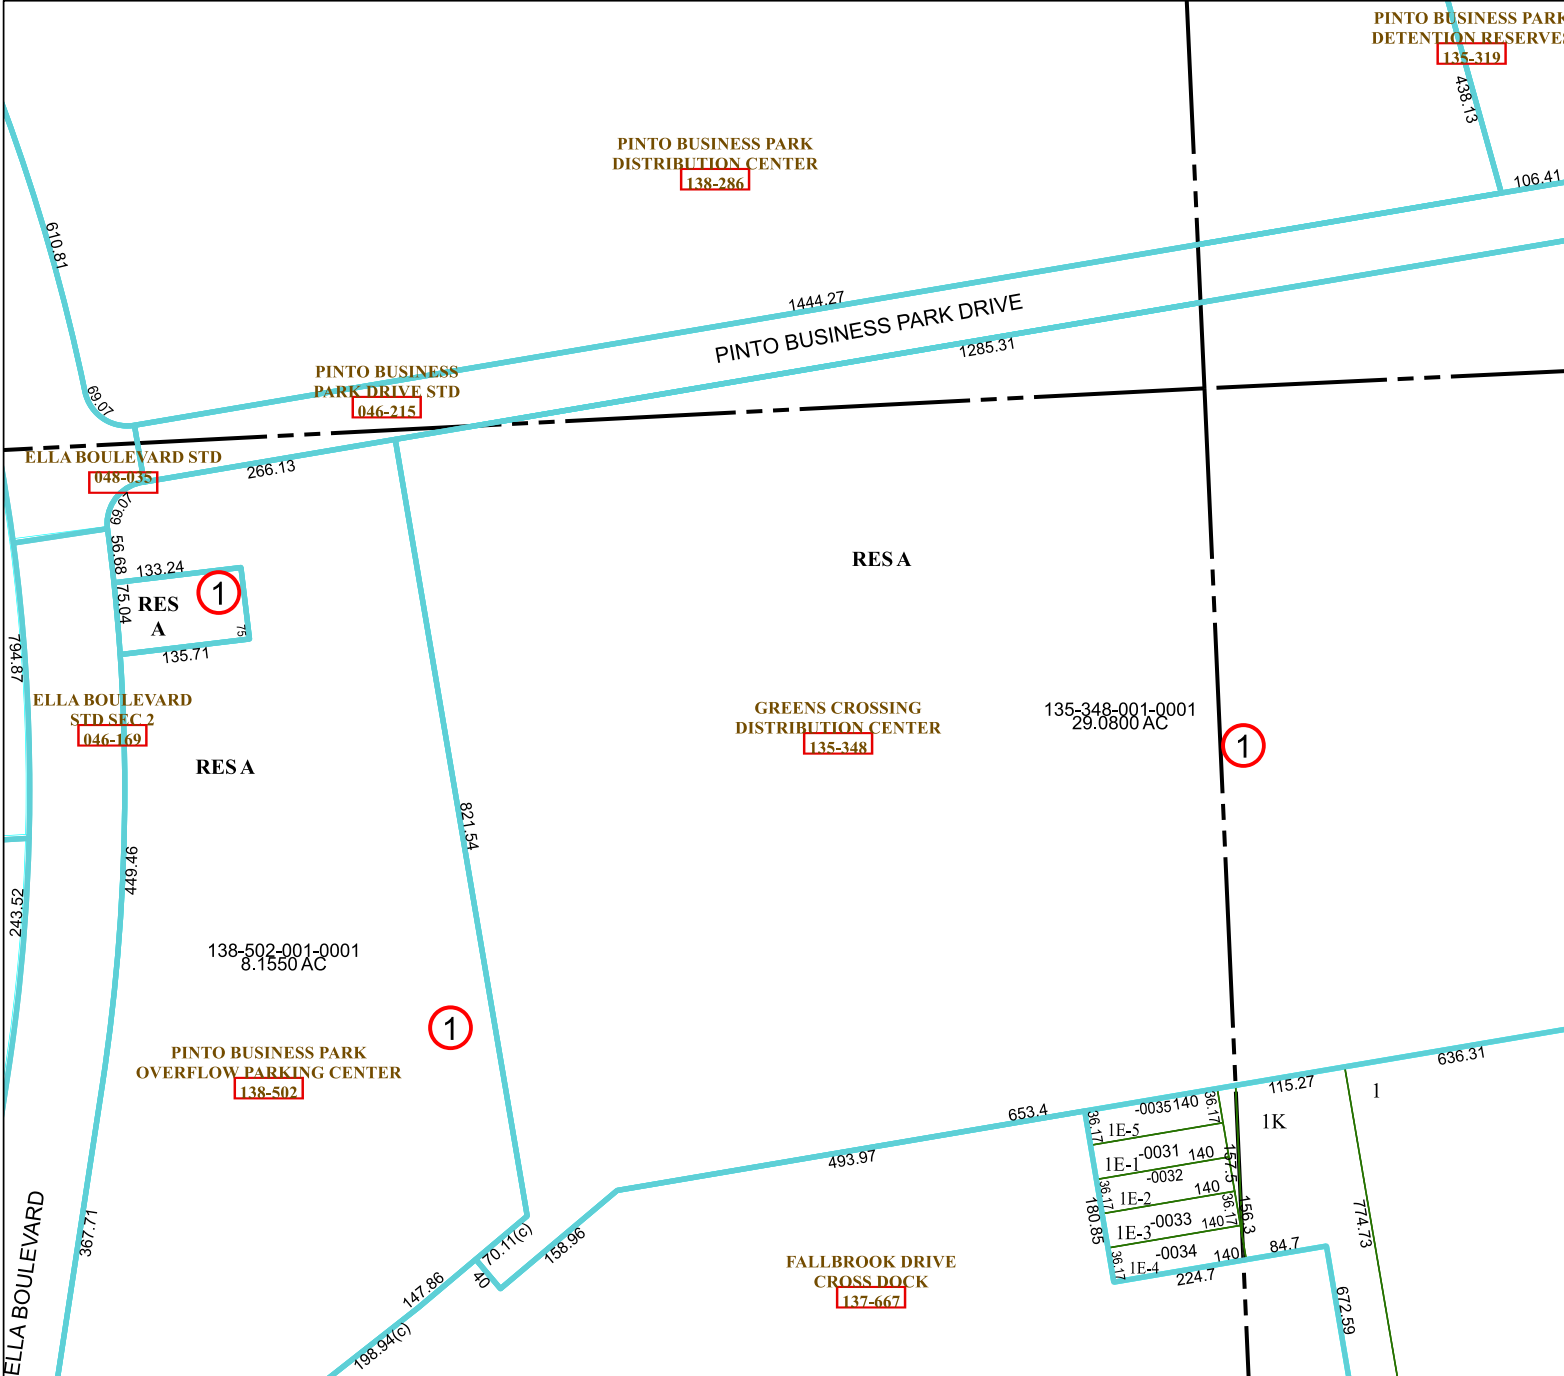 PINTO BUSINESS PARK
DETENTION RESERVES
135-319
438.13
106.41
PINTO BUSINESS PARK
DISTRIBUTION CENTER
138-286
610.81
1444.27
PINTO BUSINESS PARK DRIVE
1285.31
69.07
PINTO BUSINESS
PARK DRIVE STD
046-215
ELLA BOULEVARD STD
048-035
266.13
69.07
56.68
133.24
75.04
RES
A
1
75
135.71
RES A
794.87
ELLA BOULEVARD
STD SEC 2
046-169
RES A
GREENS CROSSING
DISTRIBUTION CENTER
135-348
135-348-001-0001
29.0800 AC
1
821.54
449.46
243.52
138-502-001-0001
8.1550 AC
1
PINTO BUSINESS PARK
OVERFLOW PARKING CENTER
138-502
636.31
115.27
1
1K
653.4
493.97
36.17
-0035
140
36.17
1E-5
-0031
140
157.5
1E-1
-0032
36.17
140
1E-2
36.17
180.85
-0033
140
156.3
1E-3
-0034
140
84.7
36.17
1E-4
224.7
774.73
672.59
ELLA BOULEVARD
367.71
70.11(c)
158.96
40
147.86
198.94(c)
FALLBROOK DRIVE
CROSS DOCK
137-667